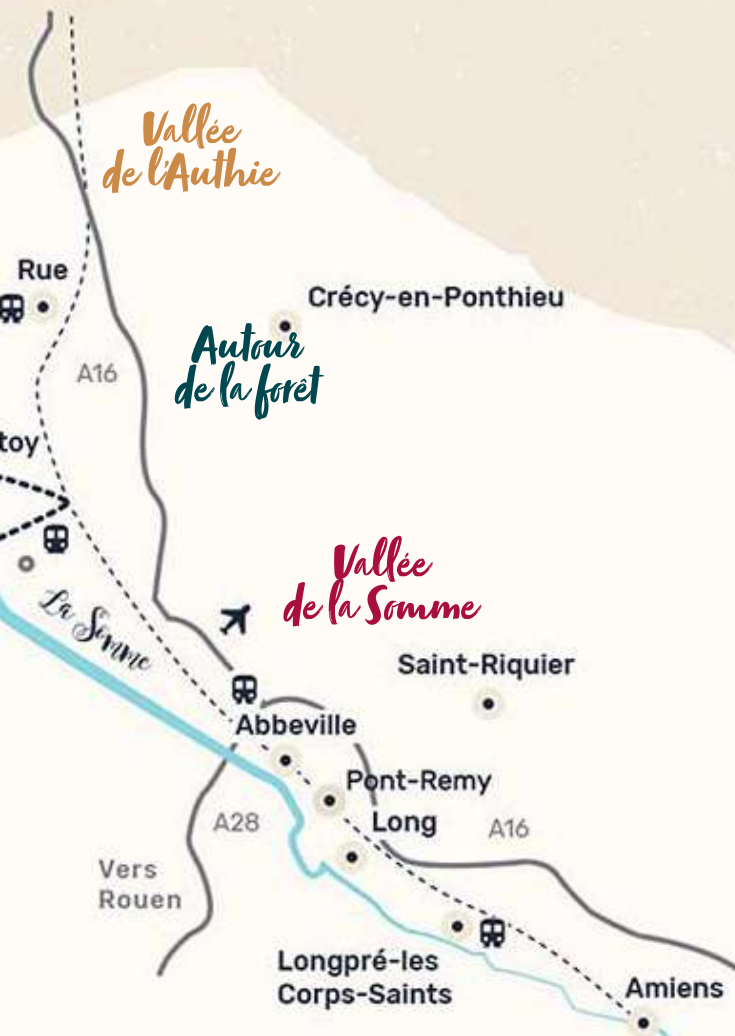 Vallée
de l'Authie
Rue
Crécy-en-Ponthieu
Autour
de la forêt
A16
toy
Vallée
de la Somme
La Somme
Saint-Riquier
Abbeville
Pont-Remy
Long
A28
A16
Vers
Rouen
Longpré-les
Corps-Saints
Amiens